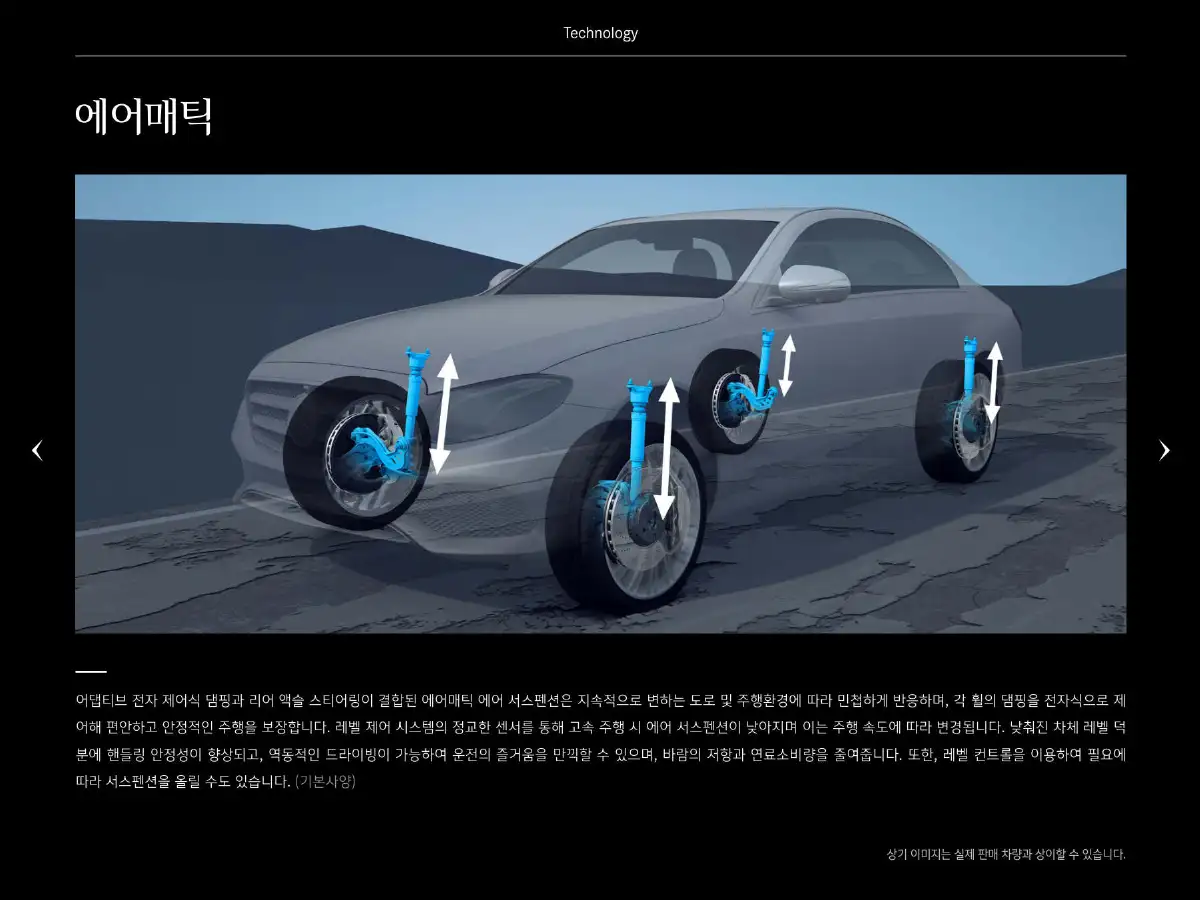 Technology
에어매틱
어댑티브 전자 제어식 댐핑과 리어 액슬 스티어링이 결합된 에어매틱 에어 서스펜션은 지속적으로 변하는 도로 및 주행환경에 따라 민첩하게 반응하며, 각 휠의 댐핑을 전자식으로 제
어해 편안하고 안정적인 주행을 보장합니다. 레벨 제어 시스템의 정교한 센서를 통해 고속 주행 시 에어 서스펜션이 낮아지며 이는 주행 속도에 따라 변경됩니다. 낮춰진 차체 레벨 덕
분에 핸들링 안정성이 향상되고, 역동적인 드라이빙이 가능하여 운전의 즐거움을 만끽할 수 있으며, 바람의 저항과 연료소비량을 줄여줍니다. 또한, 레벨 컨트롤을 이용하여 필요에
따라 서스펜션을 올릴 수도 있습니다. (기본사양)
상기 이미지는 실제 판매 차량과 상이할 수 있습니다.